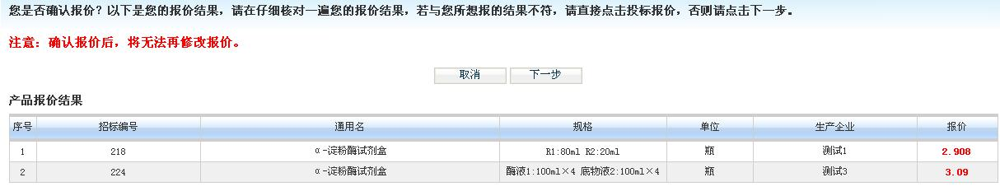 您是否确认报价？以下是您的报价结果，请在仔细核对一遍您的报价结果，若与您所想报的结果不符，请直接点击投标报价，否则请点击下一步。
注意：确认报价后，将无法再修改报价。
取消 下一步
产品报价结果
序号 招标编号 通用名 规格 单位 生产企业 报价
1 218 α-淀粉酶试剂盒 R1:80ml R2:20ml 瓶 测试1 2.908
2 224 α-淀粉酶试剂盒 酶液1:100ml×4 底物液2:100ml×4 瓶 测试3 3.09